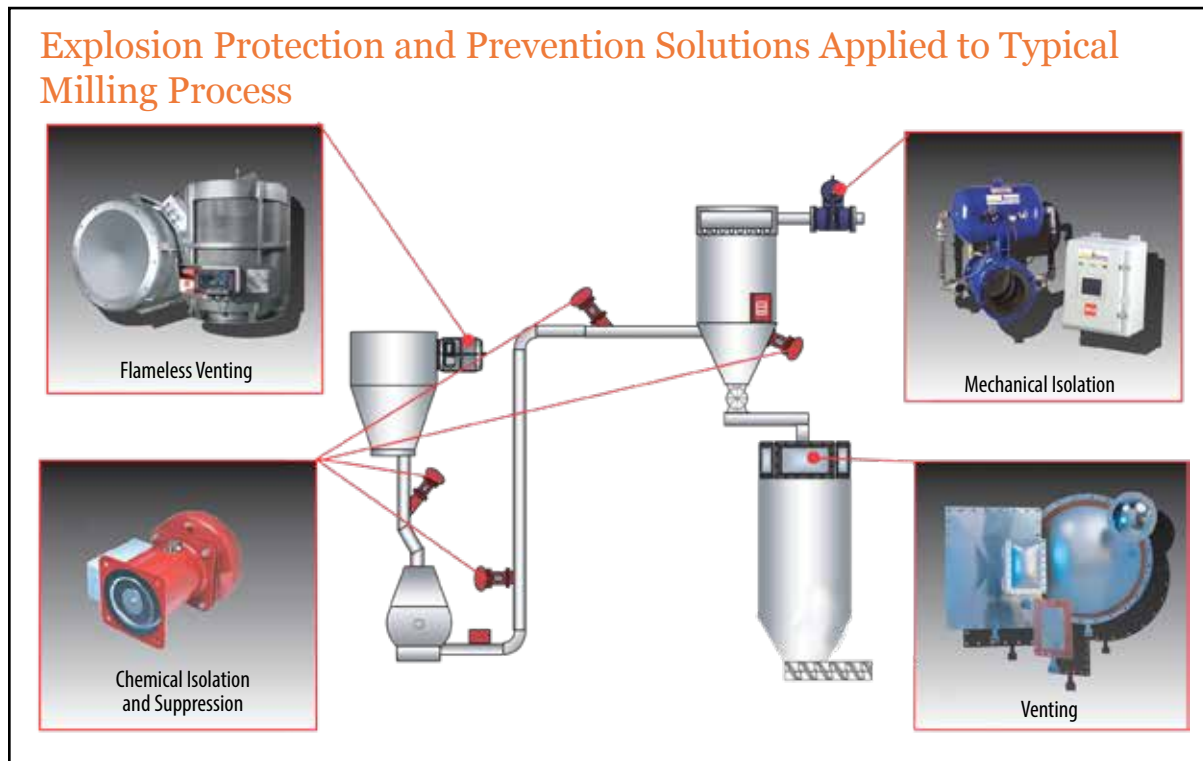 Explosion Protection and Prevention Solutions Applied to Typical
Milling Process
Flameless Venting
Mechanical Isolation
Chemical Isolation
and Suppression
Venting